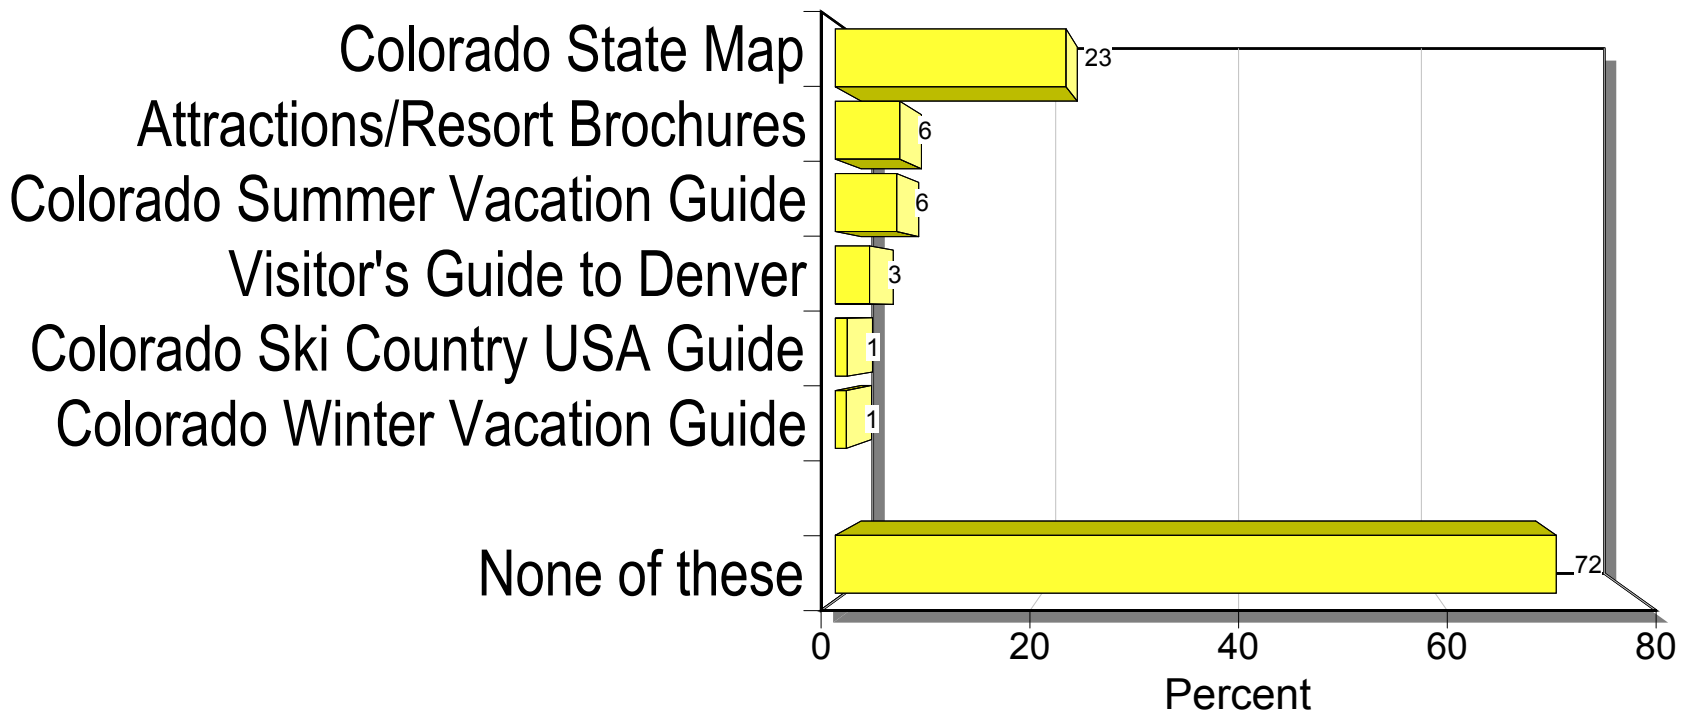 Colorado State Map 23
Attractions/Resort Brochures 6
Colorado Summer Vacation Guide 6
Visitor's Guide to Denver 3
Colorado Ski Country USA Guide 1
Colorado Winter Vacation Guide 1
None of these 72
0 20 40 60 80
Percent